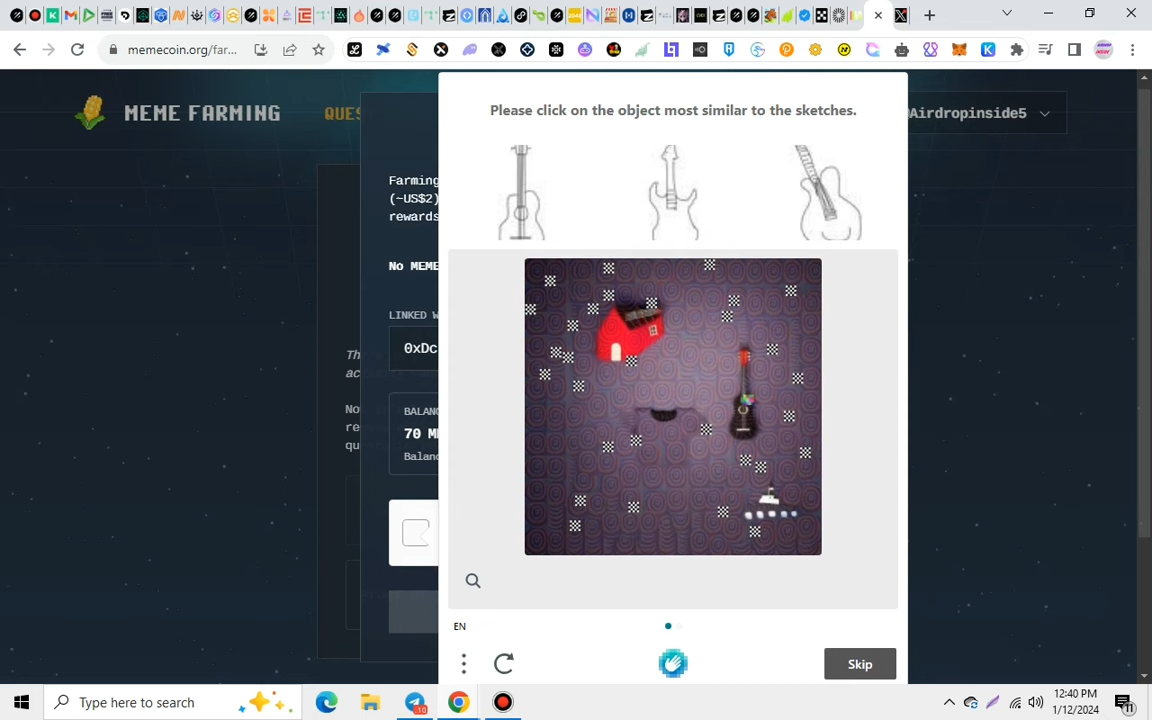 memecoin.org/far...
MEME FARMING
QUES
Airdropinside5
Farming
(~US$2)
rewards
No MEME
LINKED W
0xDc
Th
ac
No
re
qu
BALANC
70 M
Balanc
Please click on the object most similar to the sketches.
EN
Skip
Type here to search
10
12:40 PM
1/12/2024
11